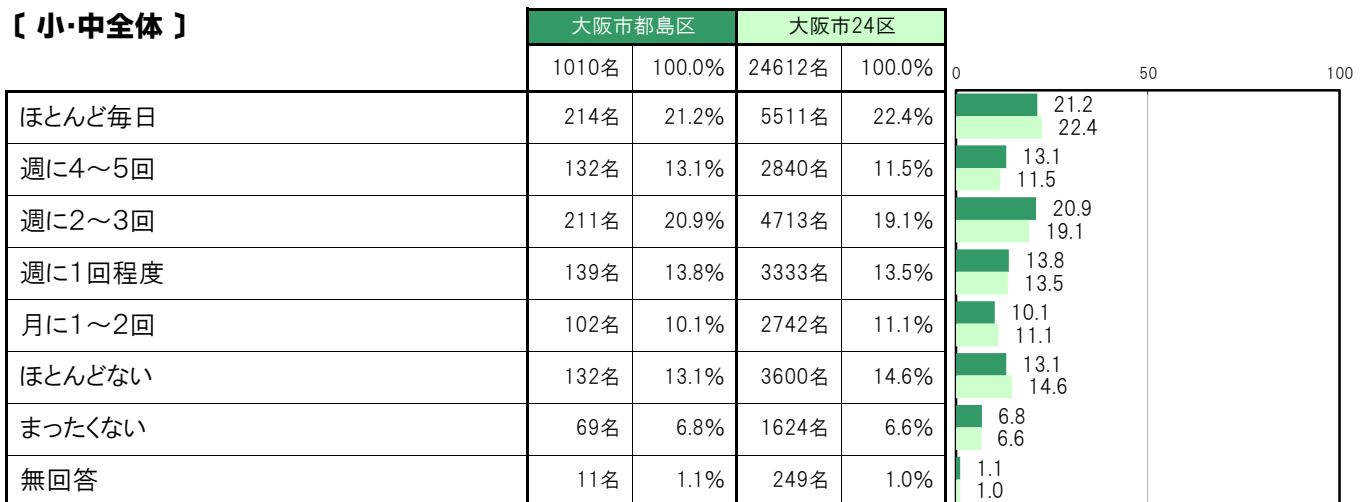 〔 小・中全体 〕
大阪市都島区 大阪市24区
1010名 100.0% 24612名 100.0% 0 50 100
ほとんど毎日 214名 21.2% 5511名 22.4% 21.2
22.4
週に4～5回 132名 13.1% 2840名 11.5% 13.1
11.5
週に2～3回 211名 20.9% 4713名 19.1% 20.9
19.1
週に1回程度 139名 13.8% 3333名 13.5% 13.8
13.5
月に1～2回 102名 10.1% 2742名 11.1% 10.1
11.1
ほとんどない 132名 13.1% 3600名 14.6% 13.1
14.6
まったくない 69名 6.8% 1624名 6.6% 6.8
6.6
無回答 11名 1.1% 249名 1.0% 1.1
1.0